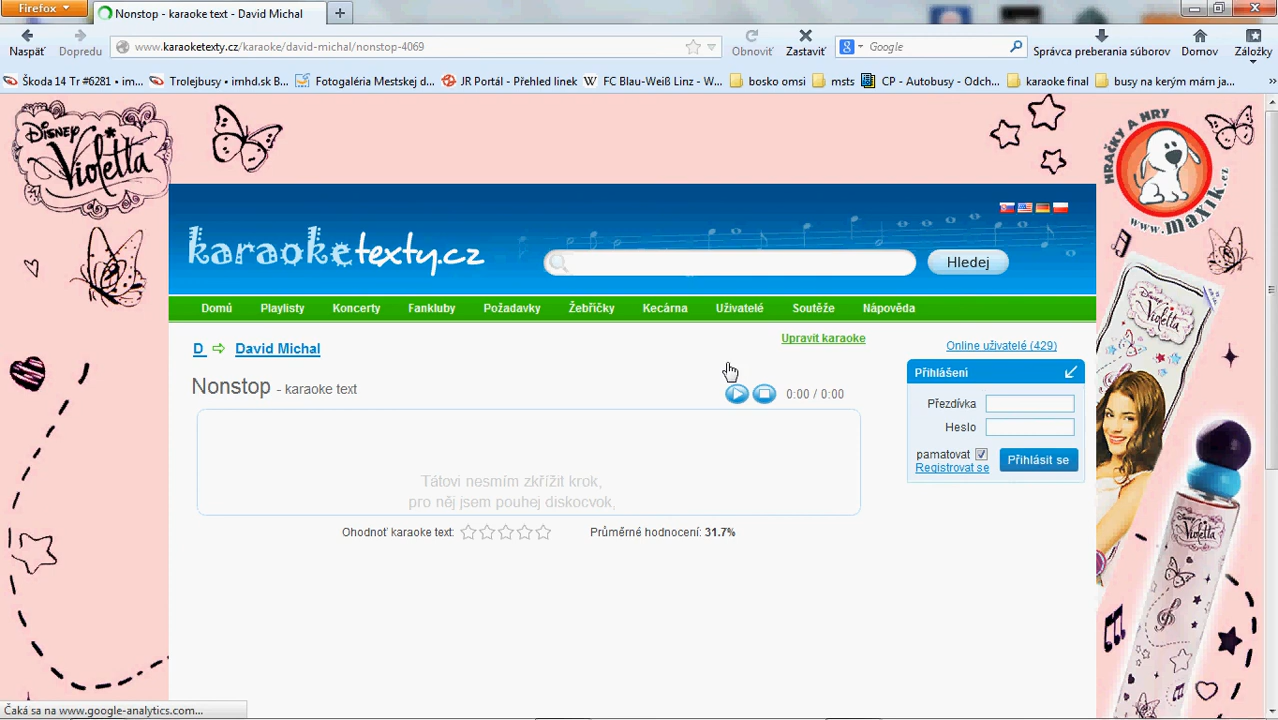 Firefox
Nonstop - karaoke text - David Michal
Naspäť
Dopredu
www.karaoketexty.cz/karaoke/david-michal/nonstop-4069
Obnoviť
Zastaviť
Google
Správca preberania súborov
Domov
Záložky
Škoda 14 Tr #6281 • im...
Trolejbusy • imhd.sk B...
Fotogaléria Mestskej d...
JR Portál - Přehled linek
FC Blau-Weiß Linz - W...
bosko omsi
msts
CP - Autobusy - Odch...
karaoke final
busy na kerým mám ja...
Disney
Violetta
HRAČKY A HRY
www.maxík.cz
karaoketexty.cz
Hledej
Domů
Playlisty
Koncerty
Fankluby
Požadavky
Žebříčky
Kecárna
Uživatelé
Soutěže
Nápověda
D
David Michal
Upravit karaoke
Online uživatelé (429)
Nonstop - karaoke text
0:00 / 0:00
Přihlášení
Přezdívka
Heslo
pamatovat
Registrovat se
Přihlásit se
Tátovi nesmím zkřížit krok,
pro něj jsem pouhej diskocvok,
Ohodnoť karaoke text:
Průměrné hodnocení: 31.7%
Violetta
Violetta
Čaká sa na www.google-analytics.com...